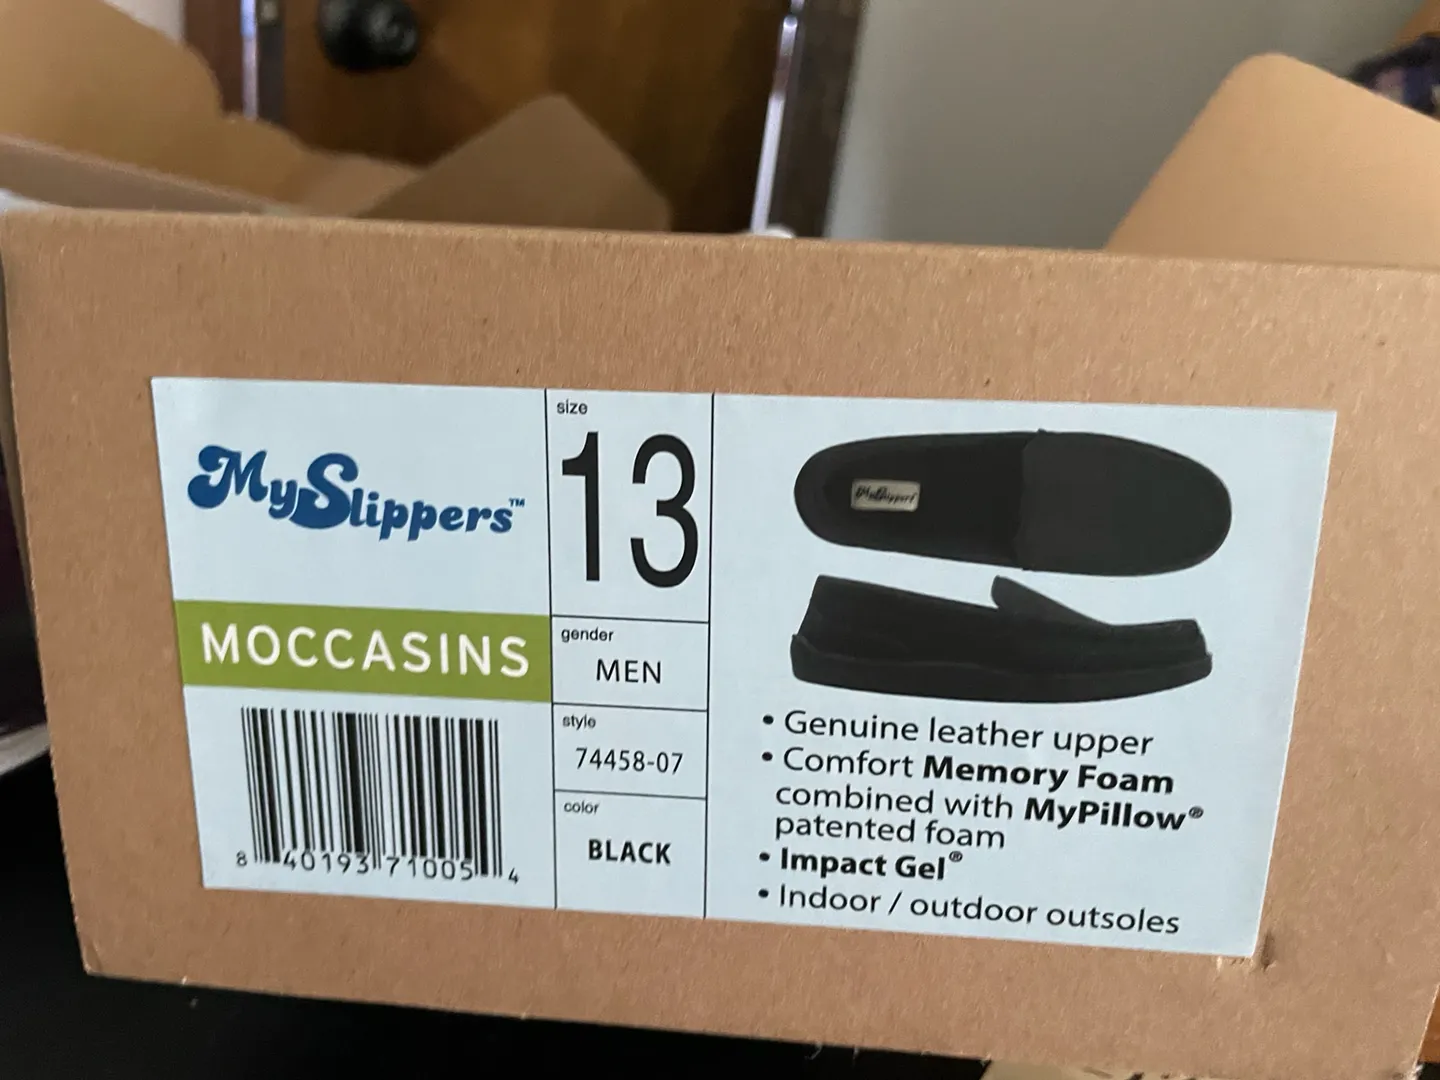 MySlippers™
MOCCASINS
8 40193 71005 4
size
13
gender
MEN
style
74458-07
color
BLACK
MySlippers
• Genuine leather upper
• Comfort Memory Foam
combined with MyPillow®
patented foam
• Impact Gel®
• Indoor / outdoor outsoles